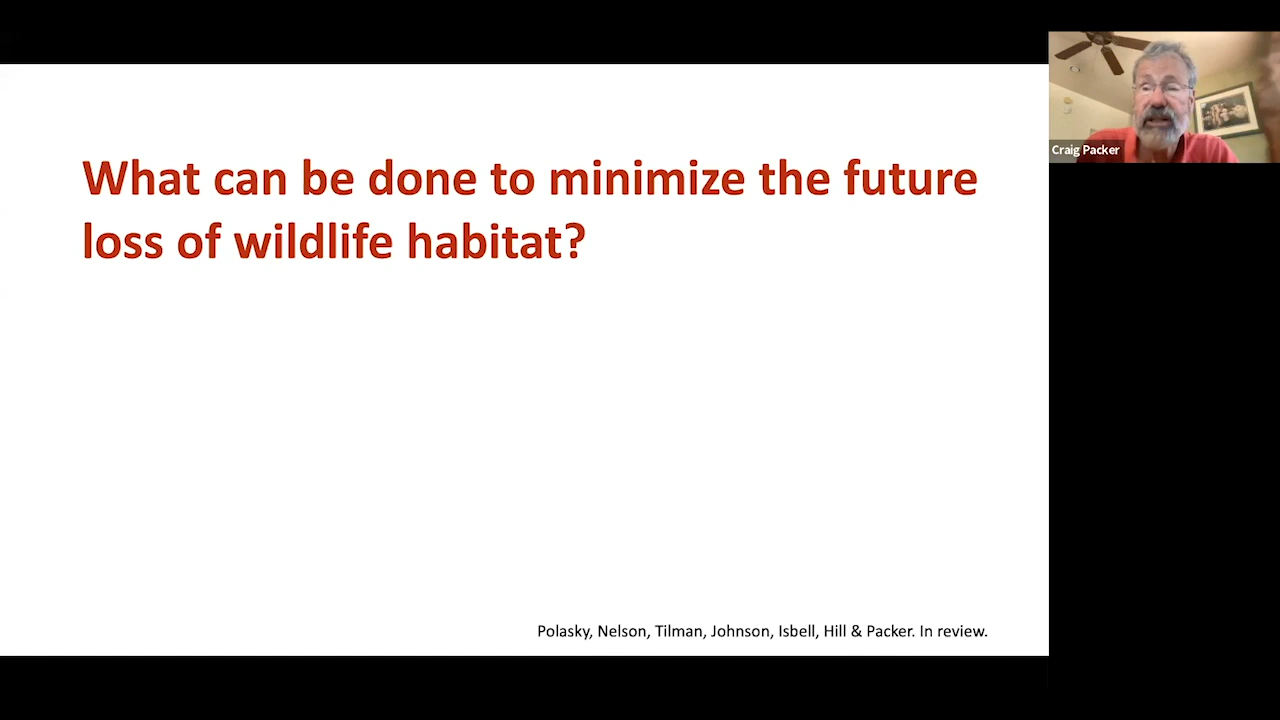 What can be done to minimize the future
loss of wildlife habitat?
Polasky, Nelson, Tilman, Johnson, Isbell, Hill & Packer. In review.
Craig Packer